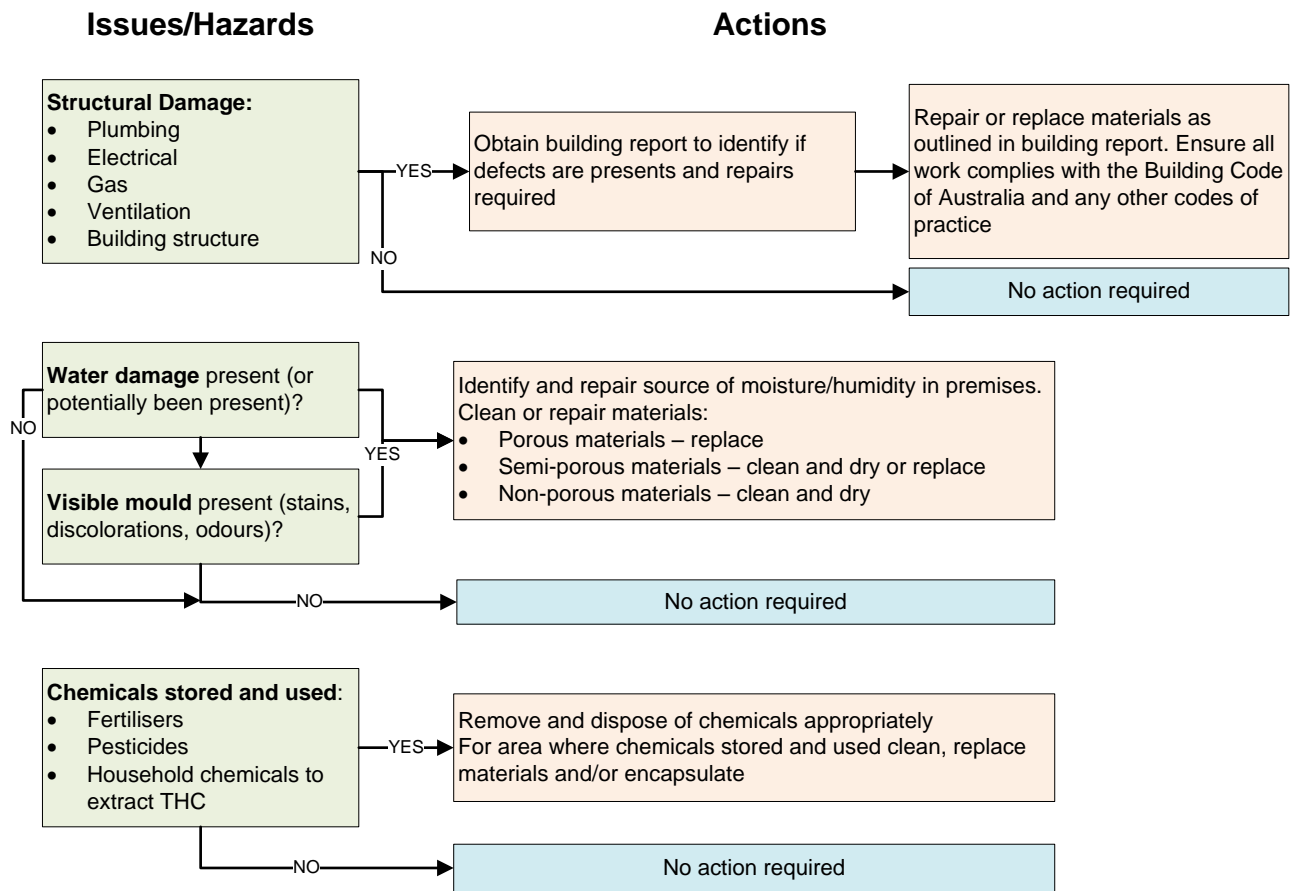 Issues/Hazards
Actions
Structural Damage:
• Plumbing
• Electrical
• Gas
• Ventilation
• Building structure
YES
NO
Obtain building report to identify if
defects are presents and repairs
required
Repair or replace materials as
outlined in building report. Ensure all
work complies with the Building Code
of Australia and any other codes of
practice
No action required
Water damage present (or
potentially been present)?
NO
YES
Visible mould present (stains,
discolorations, odours)?
Identify and repair source of moisture/humidity in premises.
Clean or repair materials:
• Porous materials – replace
• Semi-porous materials – clean and dry or replace
• Non-porous materials – clean and dry
NO
No action required
Chemicals stored and used:
• Fertilisers
• Pesticides
• Household chemicals to
extract THC
YES
Remove and dispose of chemicals appropriately
For area where chemicals stored and used clean, replace
materials and/or encapsulate
NO
No action required